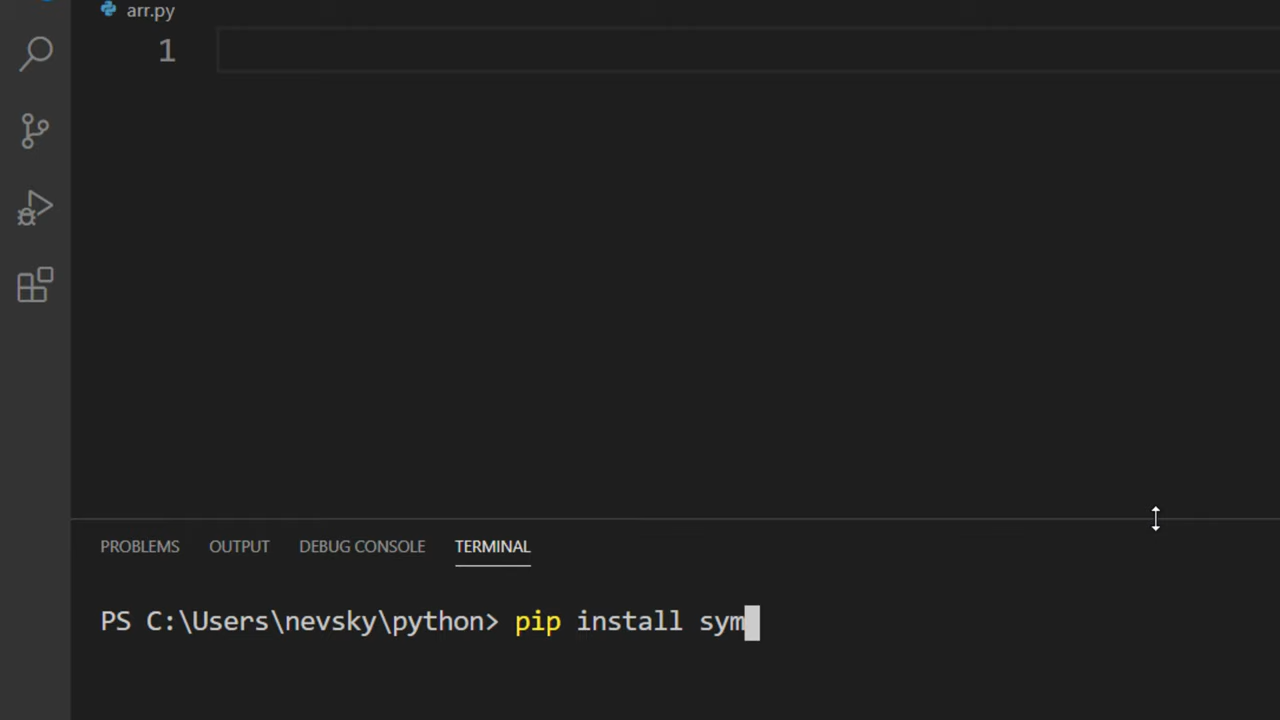 arr.py
1
PROBLEMS OUTPUT DEBUG CONSOLE TERMINAL
PS C:\Users\nevsky\python> pip install sym